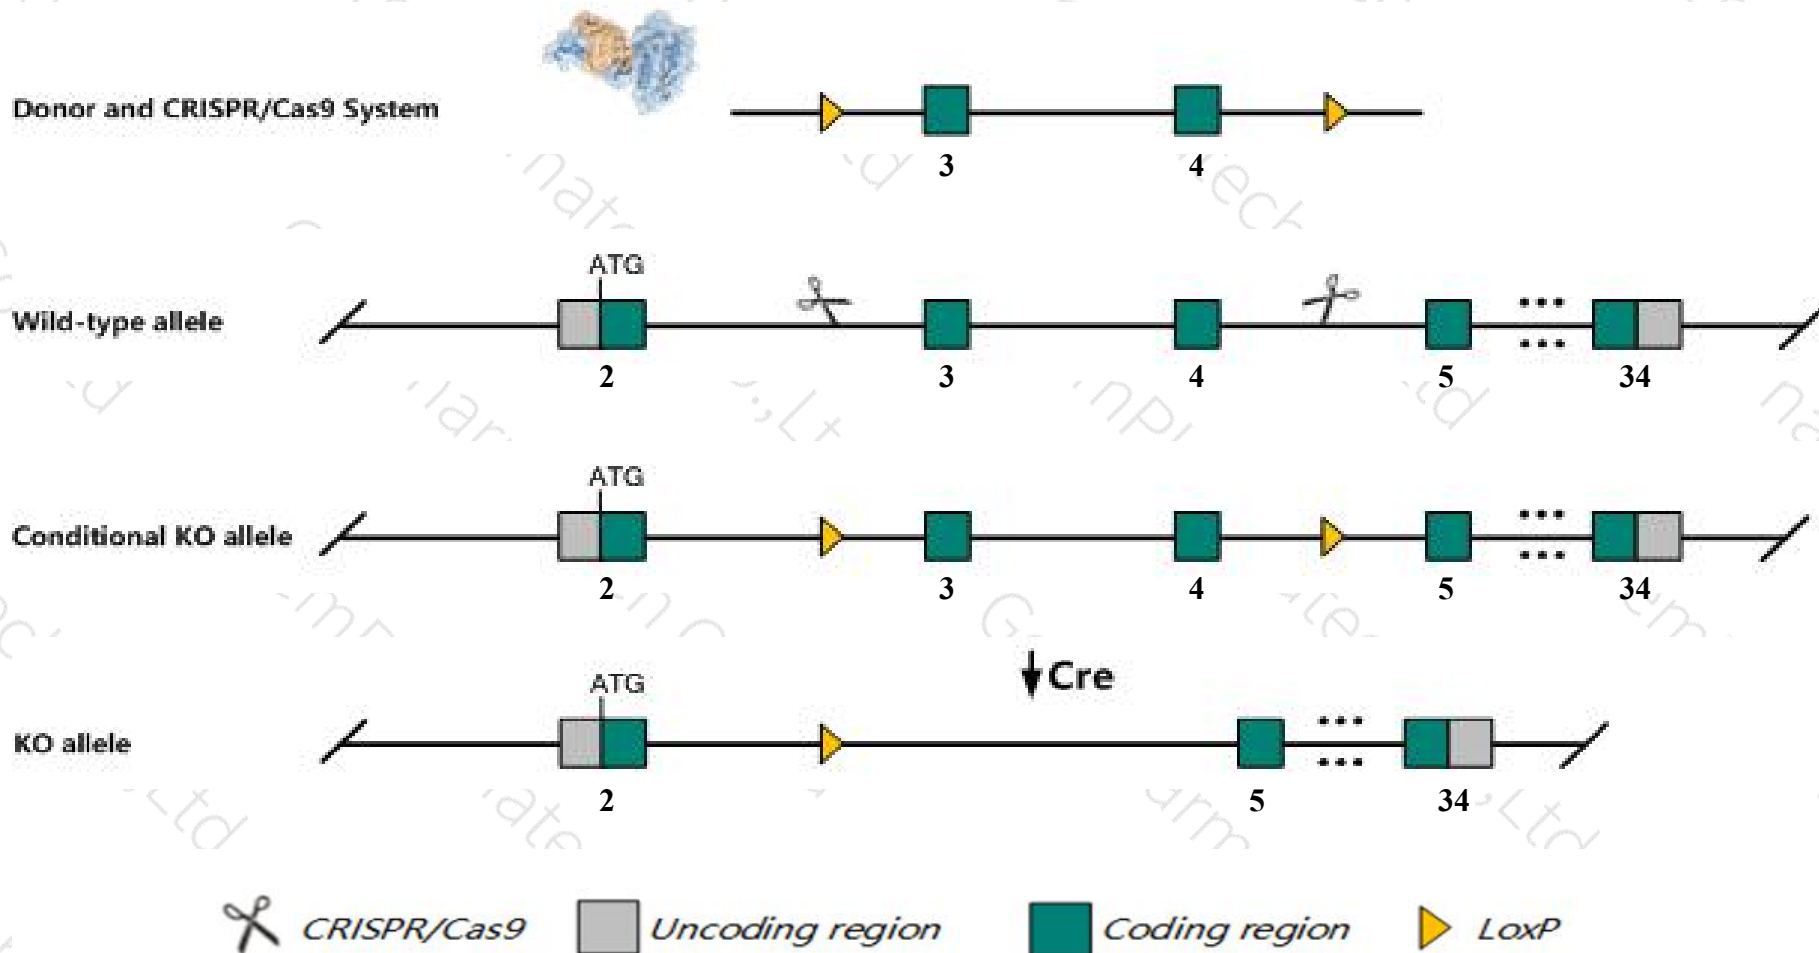 Donor and CRISPR/Cas9 System
3 4
ATG
Wild-type allele
2 3 4 5 34
ATG
Conditional KO allele
2 3 4 5 34
Cre
ATG
KO allele
2 5 34
CRISPR/Cas9 Uncoding region Coding region LoxP